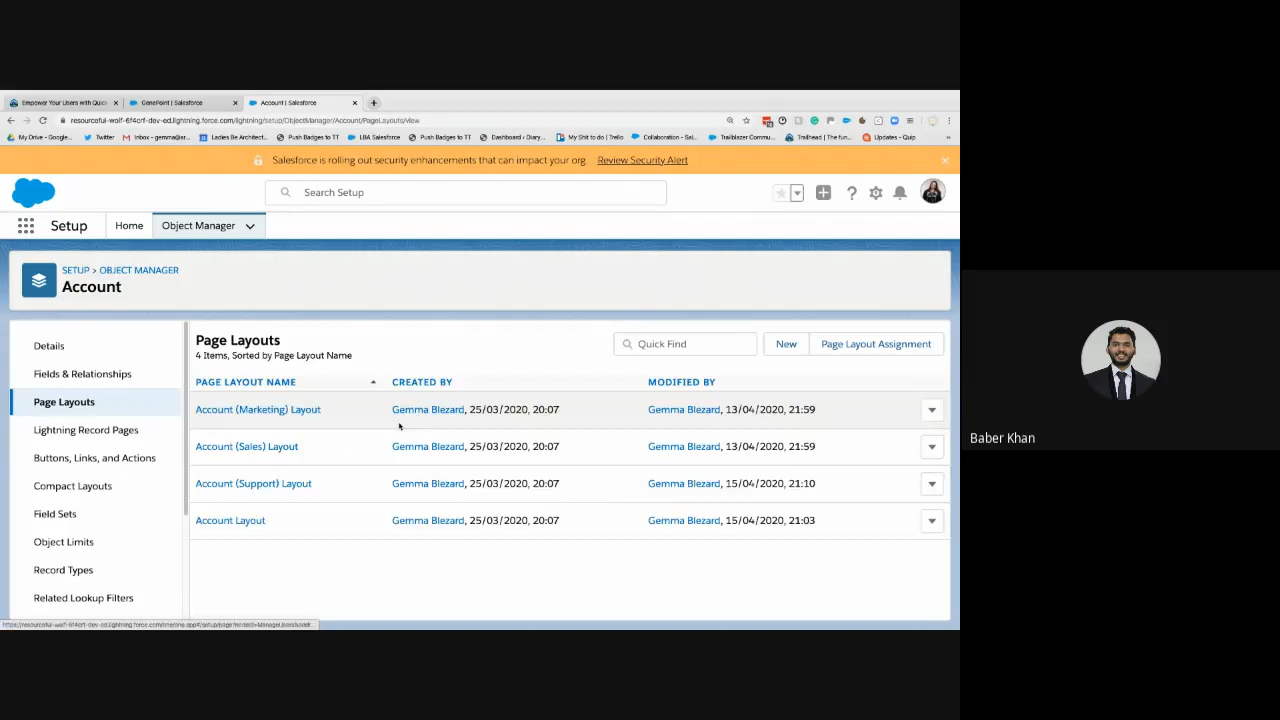 Empower Your Users with Quick
GenePoint | Salesforce
Account | Salesforce
resourceful-wolf-6f4crf-dev-ed.lightning.force.com/lightning/setup/ObjectManager/Account/PageLayouts/view
My Drive - Google...
Twitter
Inbox - gemma@er...
Ladies Be Architect...
Push Badges to TT
LBA Salesforce
Push Badges to TT
Dashboard ‹ Diary...
My Shit to do | Trello
Collaboration - Sal...
Trailblazer Commu...
Trailhead | The fun...
Updates - Quip
»
Salesforce is rolling out security enhancements that can impact your org. Review Security Alert
Search Setup
Setup
Home
Object Manager
SETUP > OBJECT MANAGER
Account
Details
Fields & Relationships
Page Layouts
Lightning Record Pages
Buttons, Links, and Actions
Compact Layouts
Field Sets
Object Limits
Record Types
Related Lookup Filters
Page Layouts
4 Items, Sorted by Page Layout Name
Quick Find
New
Page Layout Assignment
PAGE LAYOUT NAME CREATED BY MODIFIED BY
Account (Marketing) Layout Gemma Blezard, 25/03/2020, 20:07 Gemma Blezard, 13/04/2020, 21:59
Account (Sales) Layout Gemma Blezard, 25/03/2020, 20:07 Gemma Blezard, 13/04/2020, 21:59
Account (Support) Layout Gemma Blezard, 25/03/2020, 20:07 Gemma Blezard, 15/04/2020, 21:10
Account Layout Gemma Blezard, 25/03/2020, 20:07 Gemma Blezard, 15/04/2020, 21:03
Baber Khan